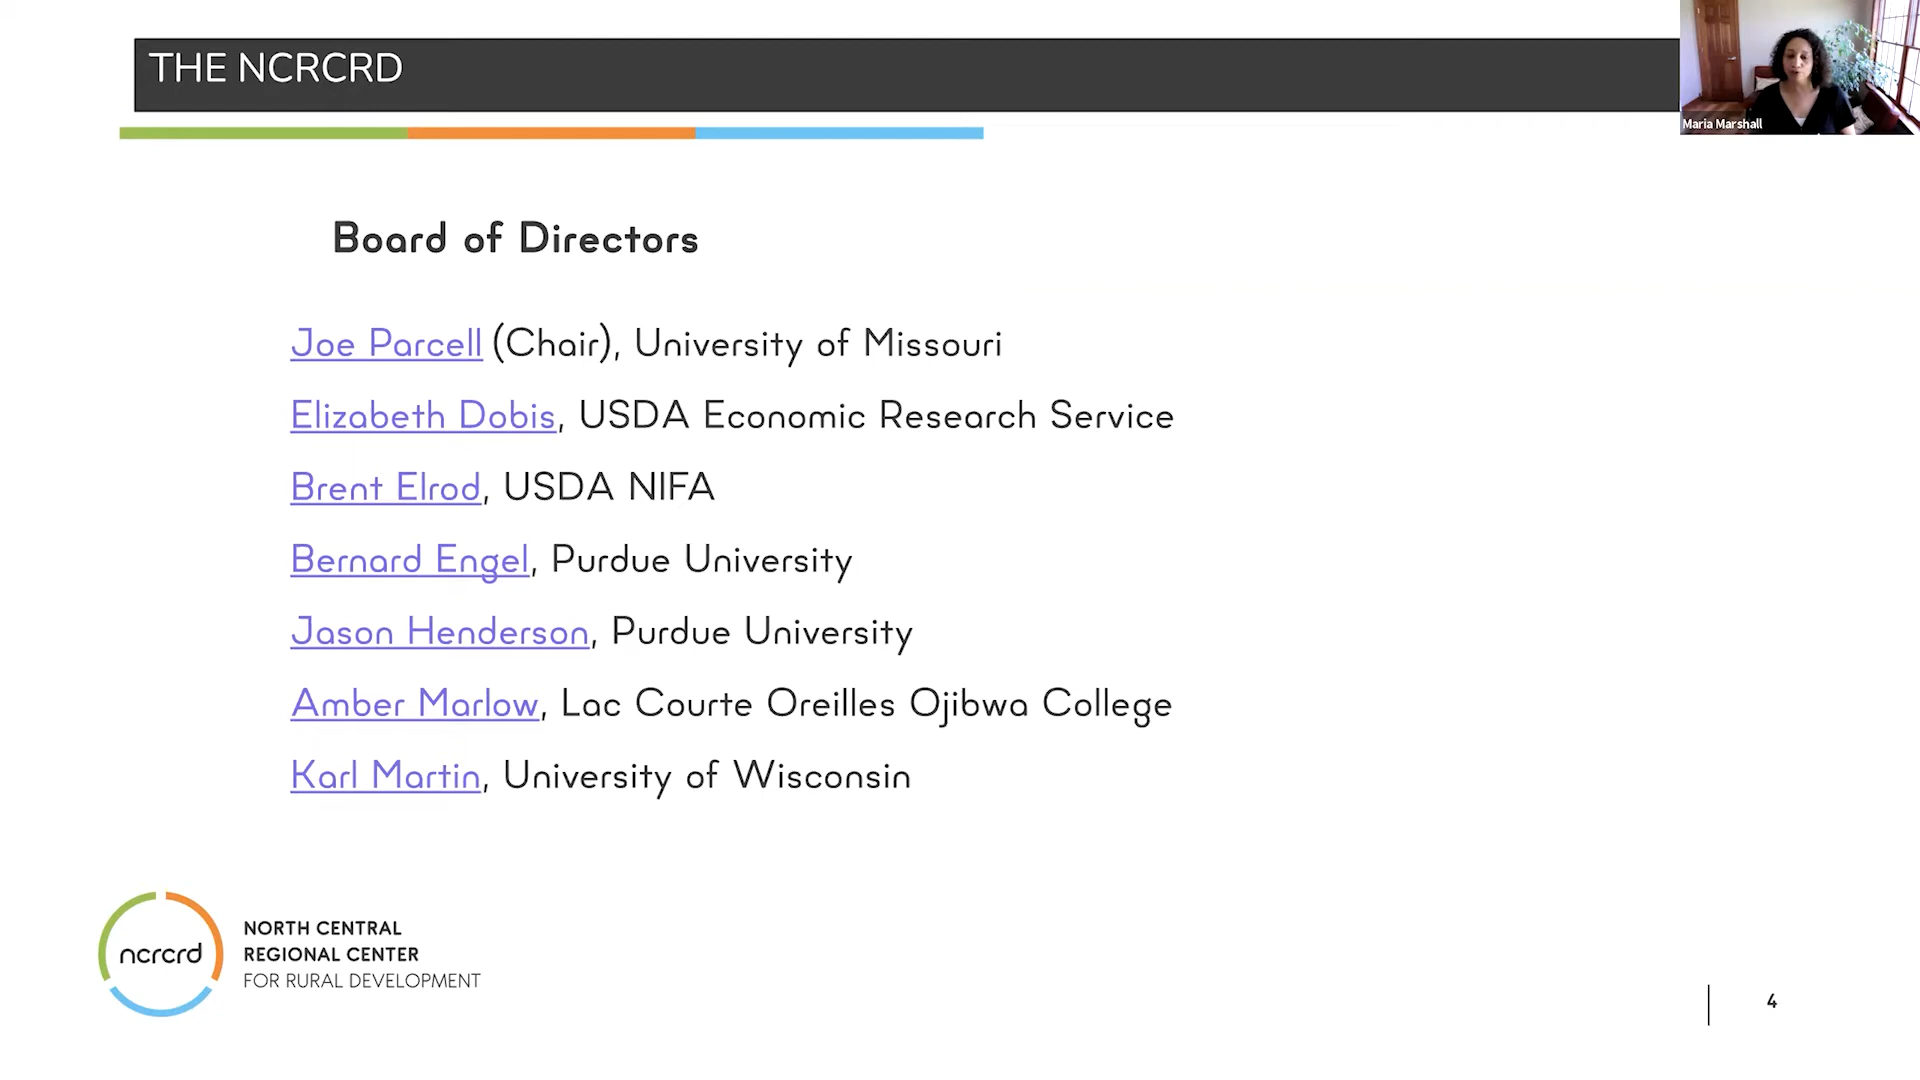 THE NCRCRD
Maria Marshall
Board of Directors
Joe Parcell (Chair), University of Missouri
Elizabeth Dobis, USDA Economic Research Service
Brent Elrod, USDA NIFA
Bernard Engel, Purdue University
Jason Henderson, Purdue University
Amber Marlow, Lac Courte Oreilles Ojibwa College
Karl Martin, University of Wisconsin
ncrcrd
NORTH CENTRAL
REGIONAL CENTER
FOR RURAL DEVELOPMENT
4